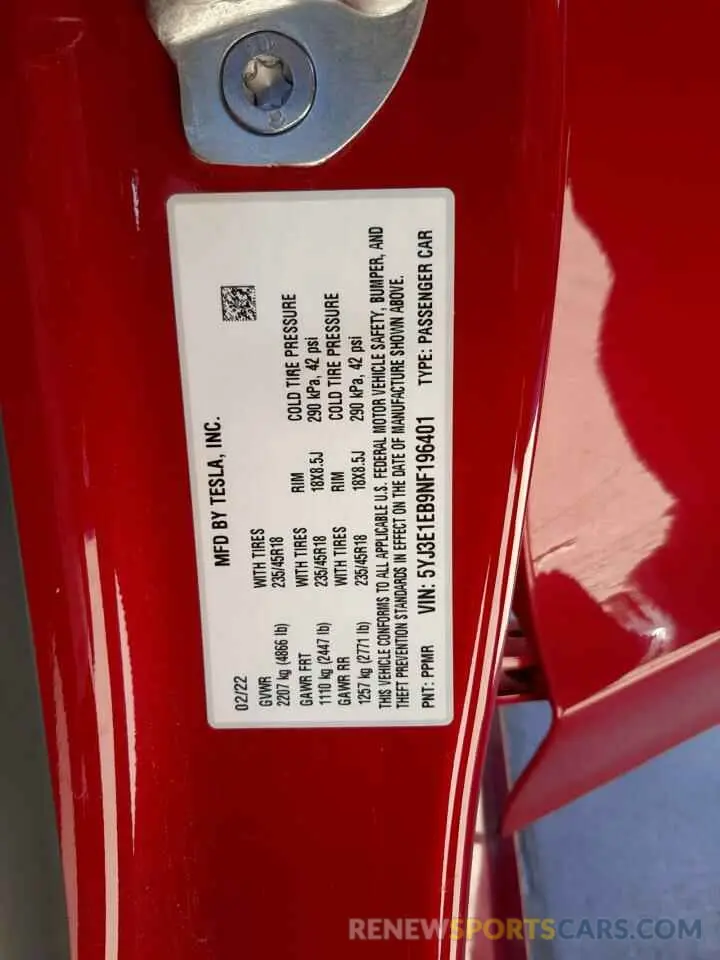 MFD BY TESLA, INC.
02/22
GVWR WITH TIRES
2207 kg (4866 lb) 235/45R18
GAWR FRT WITH TIRES RIM COLD TIRE PRESSURE
1110 kg (2447 lb) 235/45R18 18X8.5J 290 kPa, 42 psi
GAWR RR WITH TIRES RIM COLD TIRE PRESSURE
1257 kg (2771 lb) 235/45R18 18X8.5J 290 kPa, 42 psi
THIS VEHICLE CONFORMS TO ALL APPLICABLE U.S. FEDERAL MOTOR VEHICLE SAFETY, BUMPER, AND
THEFT PREVENTION STANDARDS IN EFFECT ON THE DATE OF MANUFACTURE SHOWN ABOVE.
PNT: PPMR VIN: 5YJ3E1EB9NF196401 TYPE: PASSENGER CAR
RENEWSPORTSCARS.COM